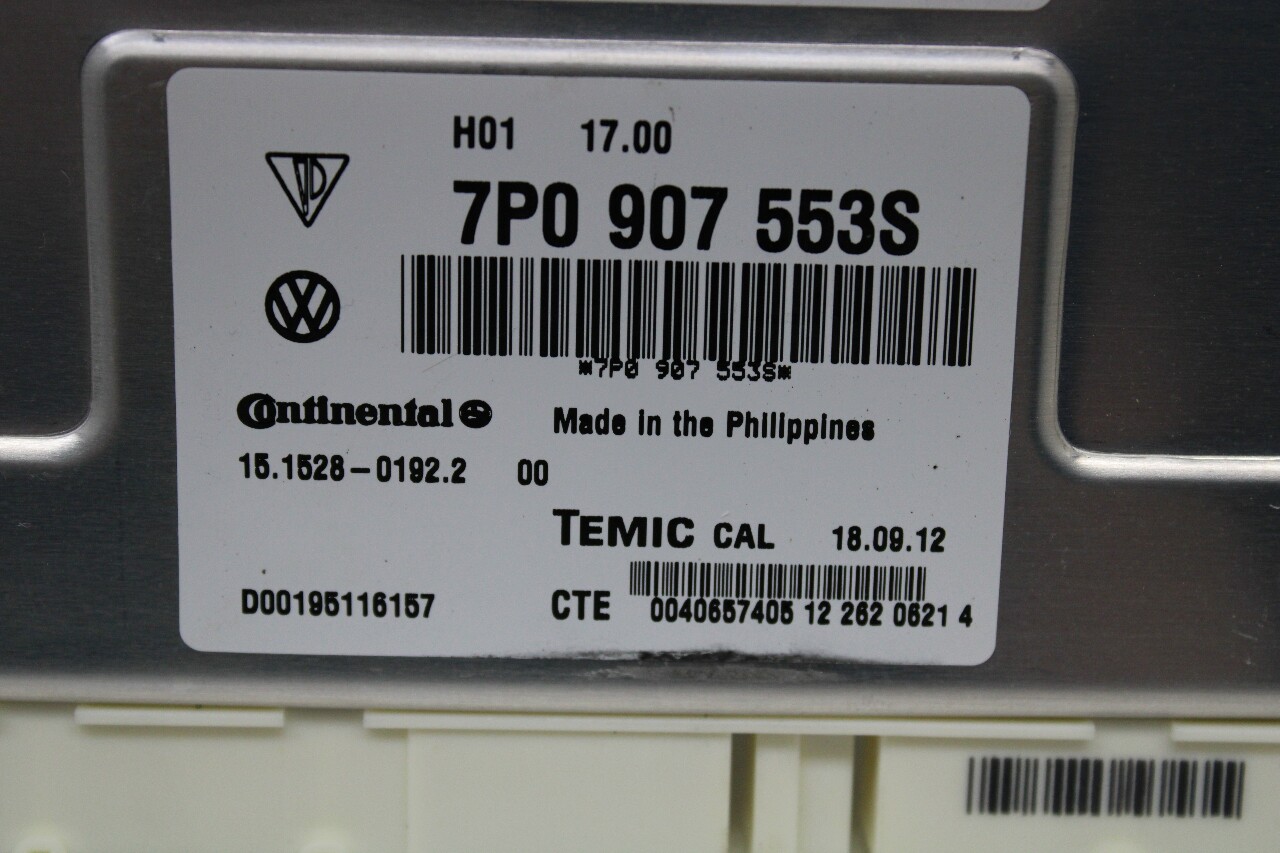 H01 17.00
7P0 907 553S
*7P0 907 553S*
Continental
Made in the Philippines
15.1528-0192.2 00
TEMIC CAL 18.09.12
D00195116157 CTE 0040657405 12 262 0621 4